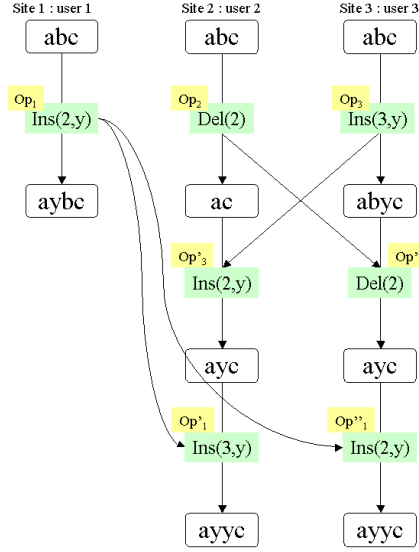 Site 1 : user 1 Site 2 : user 2 Site 3 : user 3
abc abc abc
Op1 Op2 Op3
Ins(2,y) Del(2) Ins(3,y)
aybc ac abyc
Op’3 Op’
Ins(2,y) Del(2)
ayc ayc
Op’1 Op’’1
Ins(3,y) Ins(2,y)
ayyc ayyc